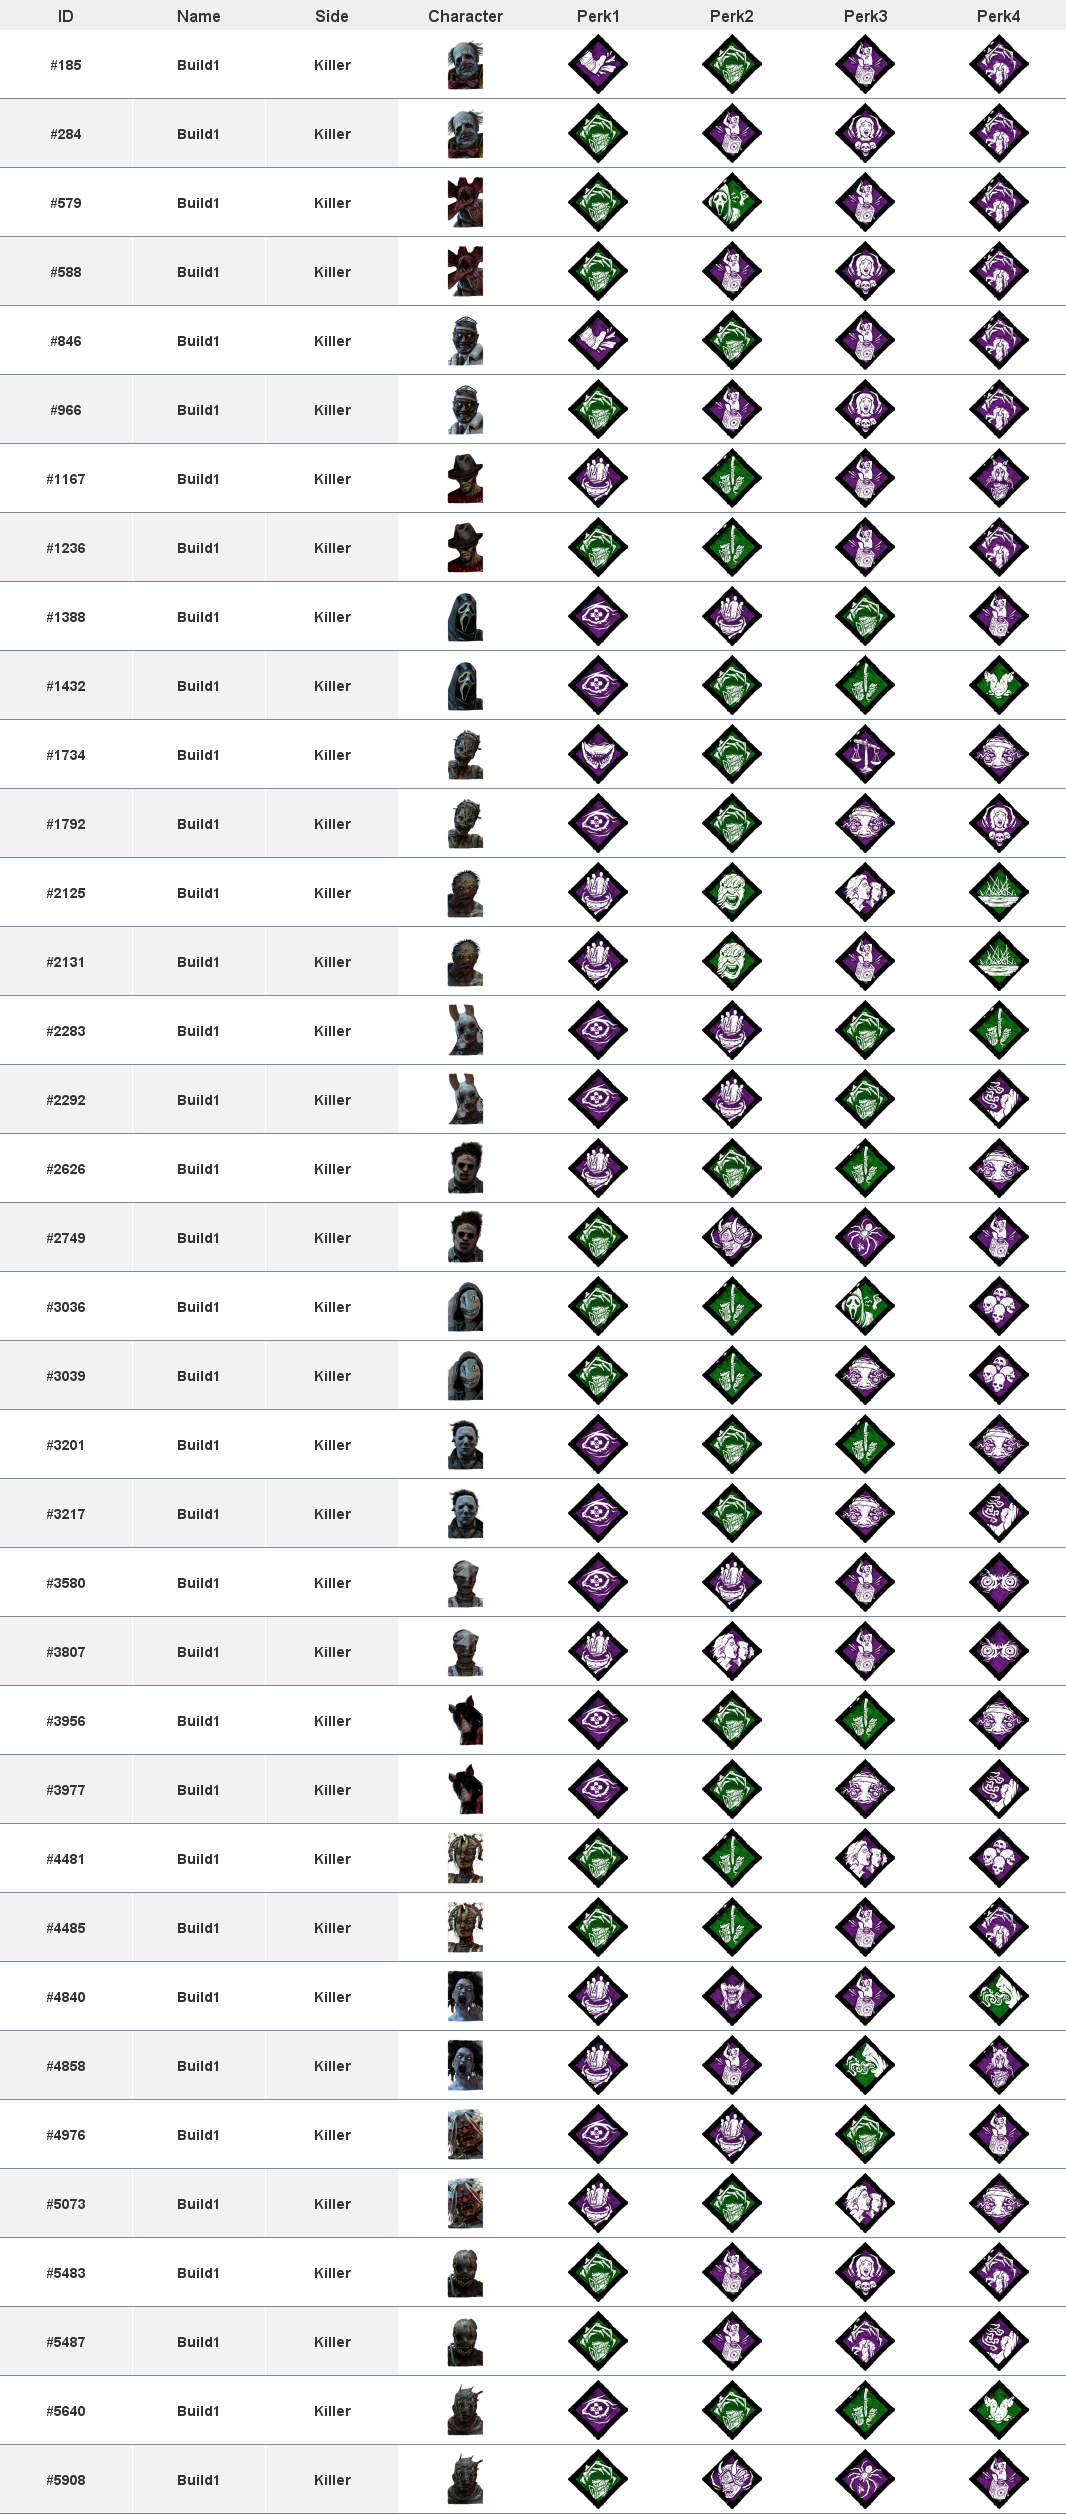 ID Name Side Character Perk1 Perk2 Perk3 Perk4
#185 Build1 Killer
#284 Build1 Killer
#579 Build1 Killer
#588 Build1 Killer
#846 Build1 Killer
#966 Build1 Killer
#1167 Build1 Killer
#1236 Build1 Killer
#1388 Build1 Killer
#1432 Build1 Killer
#1734 Build1 Killer
#1792 Build1 Killer
#2125 Build1 Killer
#2131 Build1 Killer
#2283 Build1 Killer
#2292 Build1 Killer
#2626 Build1 Killer
#2749 Build1 Killer
#3036 Build1 Killer
#3039 Build1 Killer
#3201 Build1 Killer
#3217 Build1 Killer
#3580 Build1 Killer
#3807 Build1 Killer
#3956 Build1 Killer
#3977 Build1 Killer
#4481 Build1 Killer
#4485 Build1 Killer
#4840 Build1 Killer
#4858 Build1 Killer
#4976 Build1 Killer
#5073 Build1 Killer
#5483 Build1 Killer
#5487 Build1 Killer
#5640 Build1 Killer
#5908 Build1 Killer